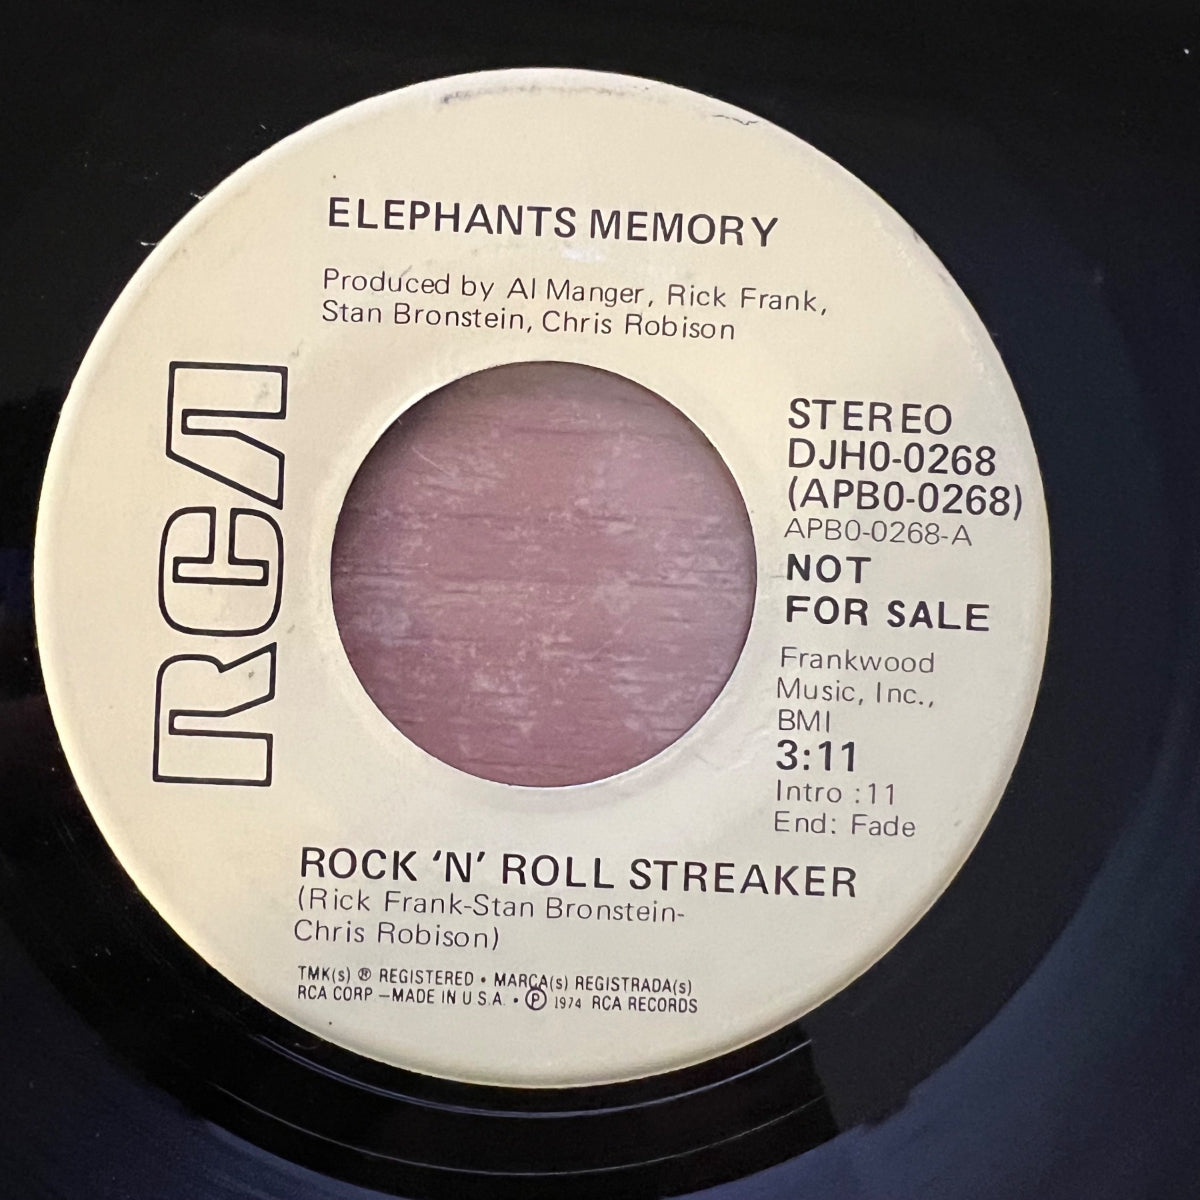 ELEPHANTS MEMORY
Produced by Al Manger, Rick Frank,
Stan Bronstein, Chris Robison
RCA
STEREO
DJH0-0268
(APB0-0268)
APB0-0268-A
NOT
FOR SALE
Frankwood
Music, Inc.,
BMI
3:11
Intro :11
End: Fade
ROCK 'N' ROLL STREAKER
(Rick Frank-Stan Bronstein-
Chris Robison)
TMK(s) ® REGISTERED • MARCA(s) REGISTRADA(s)
RCA CORP.–MADE IN U.S.A. • ℗ 1974 RCA RECORDS